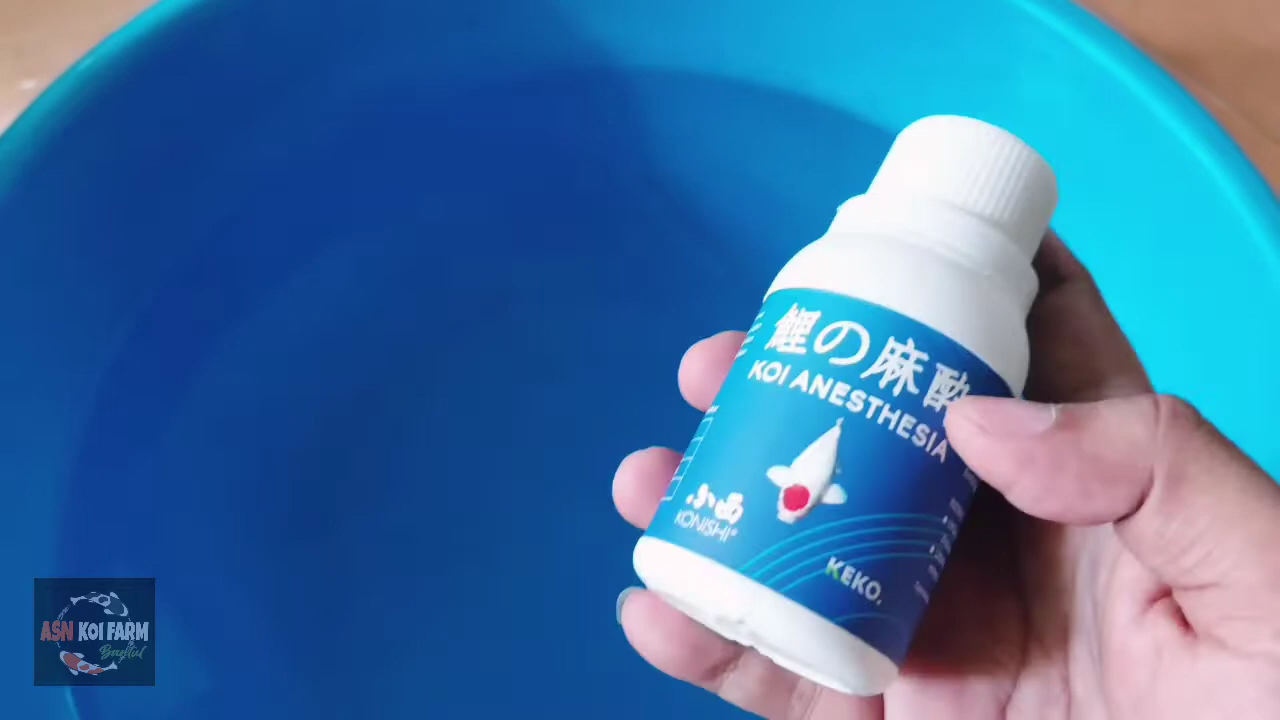 鯉の麻酔
KOI ANESTHESIA
小西
KONISHI®
KEKO.
ASN KOI FARM